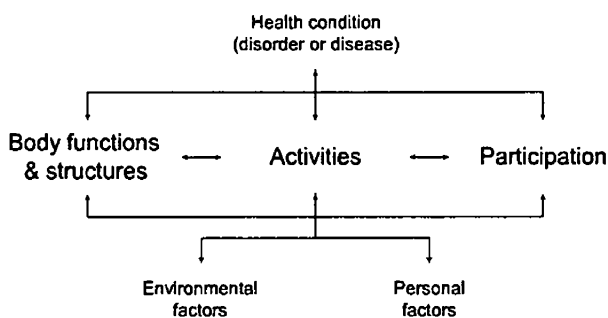 Health condition
(disorder or disease)
Body functions
& structures
Activities
Participation
Environmental
factors
Personal
factors